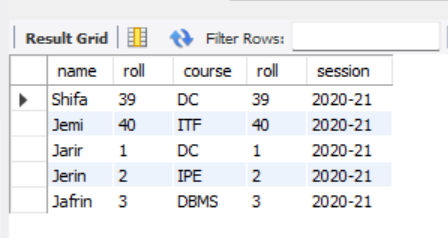 Result Grid Filter Rows:
name roll course roll session
Shifa 39 DC 39 2020-21
Jemi 40 ITF 40 2020-21
Jarir 1 DC 1 2020-21
Jerin 2 IPE 2 2020-21
Jafrin 3 DBMS 3 2020-21